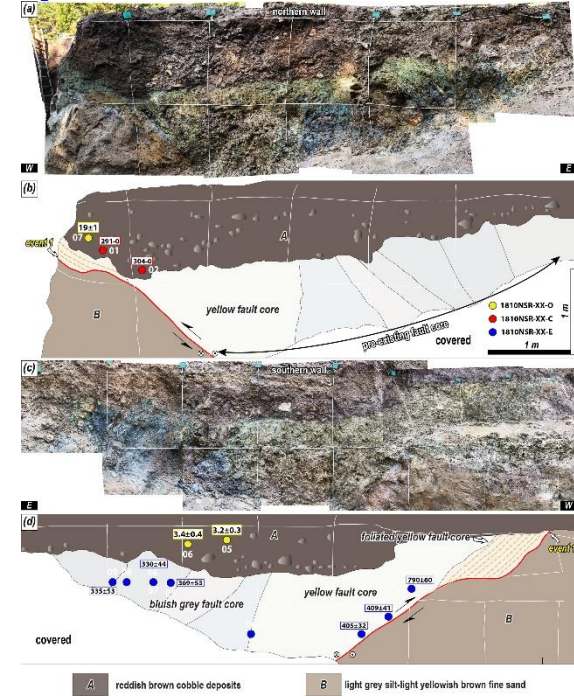 (a)
northern wall
W
E
(b)
19±1
07
event 1
291-0
01
304-0
02
A
B
yellow fault core
pre-existing fault core
covered
1810NSR-XX-O
1810NSR-XX-C
1810NSR-XX-E
1 m
1 m
(c)
southern wall
E
W
(d)
3.4±0.4
06
3.2±0.3
05
A
foliated yellow fault core
event
330±44
335±53
369±53
bluish grey fault core
yellow fault core
790±60
409±41
405±32
B
covered
A
reddish brown cobble deposits
B
light grey silt-light yellowish brown fine sand